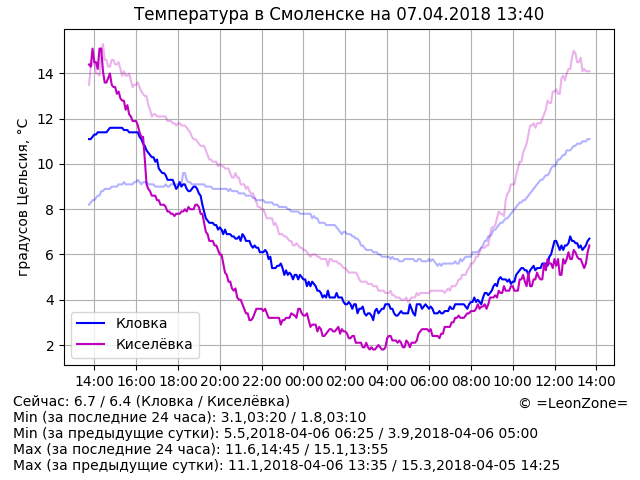 Температура в Смоленске на 07.04.2018 13:40
градусов Цельсия, °C
14
12
10
8
6
4
2
Кловка
Киселёвка
14:00 16:00 18:00 20:00 22:00 00:00 02:00 04:00 06:00 08:00 10:00 12:00 14:00
Сейчас: 6.7 / 6.4 (Кловка / Киселёвка)
© =LeonZone=
Min (за последние 24 часа): 3.1,03:20 / 1.8,03:10
Min (за предыдущие сутки): 5.5,2018-04-06 06:25 / 3.9,2018-04-06 05:00
Max (за последние 24 часа): 11.6,14:45 / 15.1,13:55
Max (за предыдущие сутки): 11.1,2018-04-06 13:35 / 15.3,2018-04-05 14:25